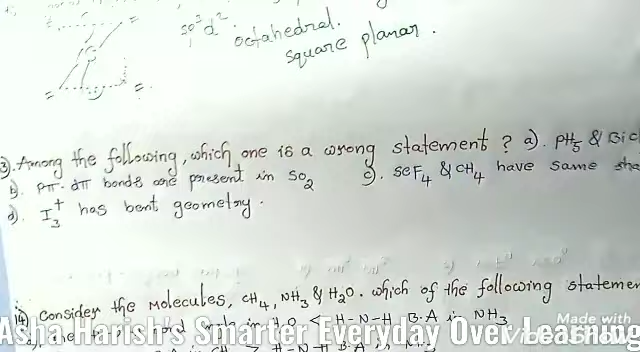 sp³d² octahedral.
square planar.
3). Among the following, which one is a wrong statement? a). PH₅ & BiCl
b). pπ-dπ bonds are present in SO₂ c). SeF₄ & CH₄ have same sha
d). I₃⁺ has bent geometry.
14) Consider the Molecules, CH₄, NH₃ & H₂O. which of the following statemen
H₂O < H-N-H B.A in NH₃
Made with
Asha Harish's Smarter Everyday Over Learning